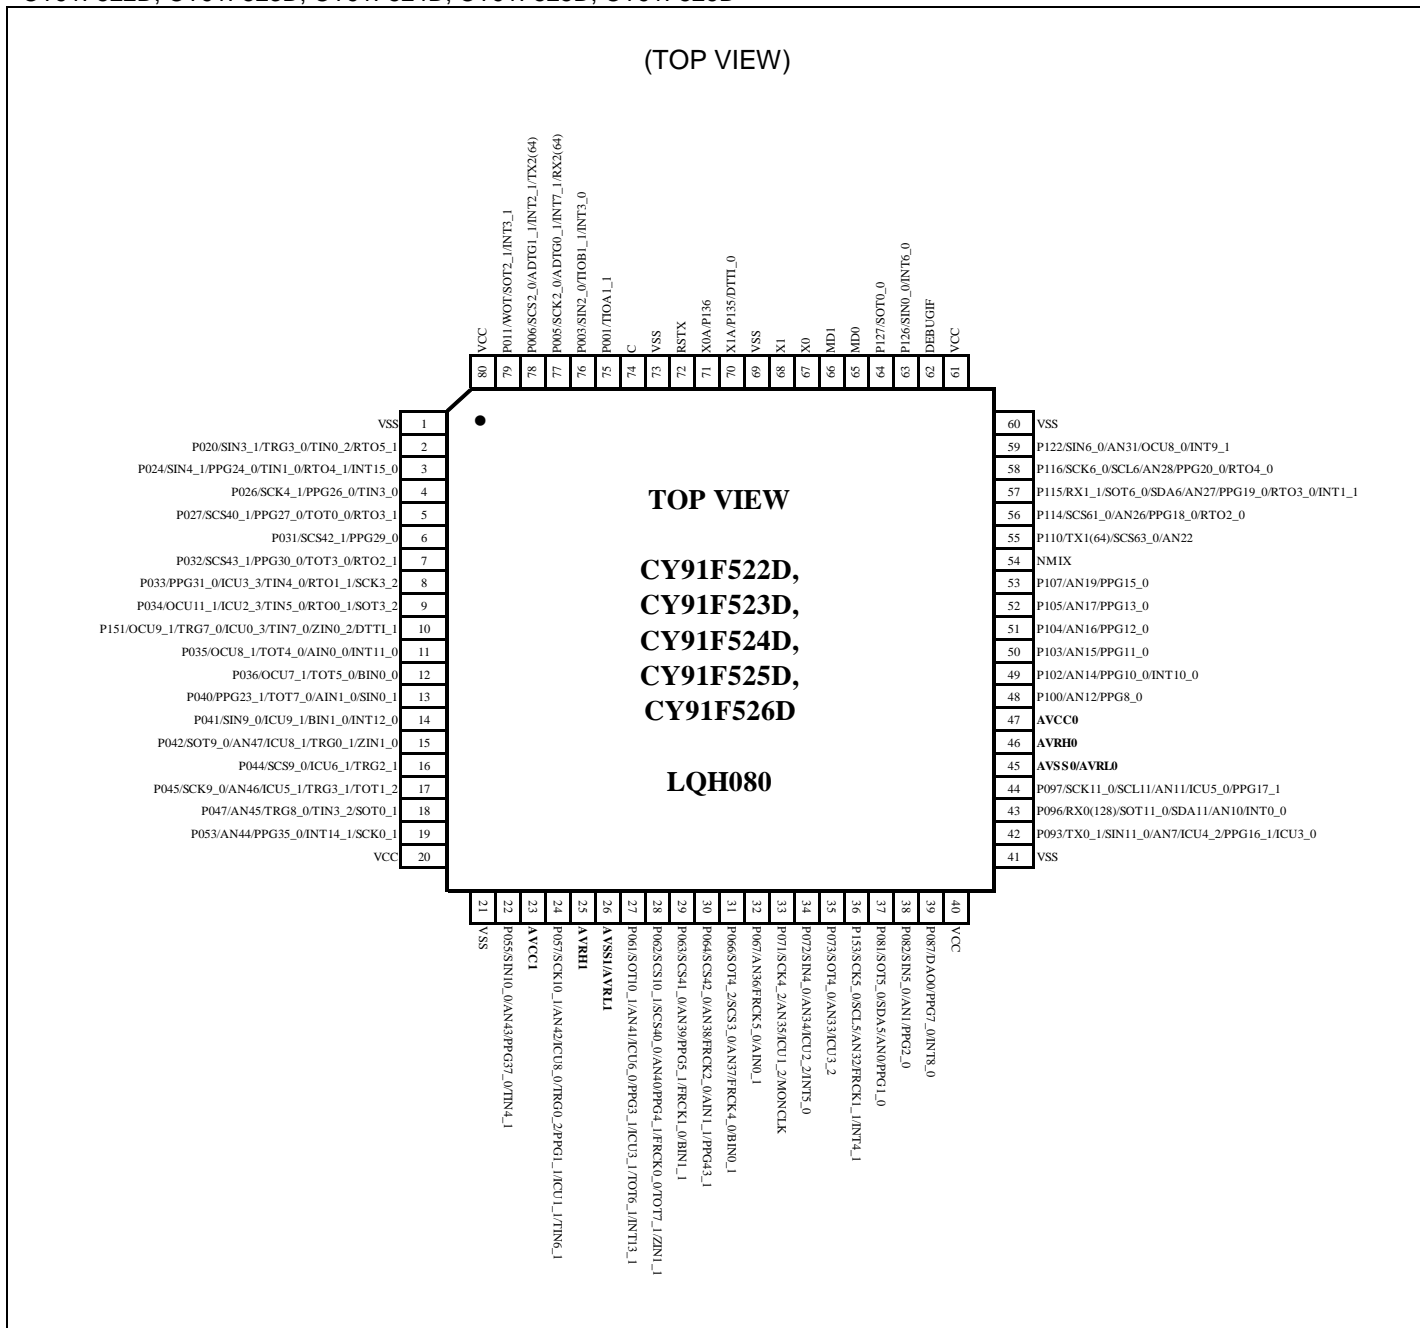 (TOP VIEW)
VCC
P011/WOT/SOT2_1/INT3_1
P006/SCS2_0/ADTG1_1/INT2_1/TX2(64)
P005/SCK2_0/ADTG0_1/INT7_1/RX2(64)
P003/SIN2_0/TIOB1_1/INT3_0
P001/TIOA1_1
C
VSS
RSTX
X0A/P136
X1A/P135/DTTI_0
VSS
X1
X0
MD1
MD0
P127/SOT0_0
P126/SIN0_0/INT6_0
DEBUGIF
VCC
80 79 78 77 76 75 74 73 72 71 70 69 68 67 66 65 64 63 62 61
VSS 1
P020/SIN3_1/TRG3_0/TIN0_2/RTO5_1 2
P024/SIN4_1/PPG24_0/TIN1_0/RTO4_1/INT15_0 3
P026/SCK4_1/PPG26_0/TIN3_0 4
P027/SCS40_1/PPG27_0/TOT0_0/RTO3_1 5
P031/SCS42_1/PPG29_0 6
P032/SCS43_1/PPG30_0/TOT3_0/RTO2_1 7
P033/PPG31_0/ICU3_3/TIN4_0/RTO1_1/SCK3_2 8
P034/OCU11_1/ICU2_3/TIN5_0/RTO0_1/SOT3_2 9
P151/OCU9_1/TRG7_0/ICU0_3/TIN7_0/ZIN0_2/DTTI_1 10
P035/OCU8_1/TOT4_0/AIN0_0/INT11_0 11
P036/OCU7_1/TOT5_0/BIN0_0 12
P040/PPG23_1/TOT7_0/AIN1_0/SIN0_1 13
P041/SIN9_0/ICU9_1/BIN1_0/INT12_0 14
P042/SOT9_0/AN47/ICU8_1/TRG0_1/ZIN1_0 15
P044/SCS9_0/ICU6_1/TRG2_1 16
P045/SCK9_0/AN46/ICU5_1/TRG3_1/TOT1_2 17
P047/AN45/TRG8_0/TIN3_2/SOT0_1 18
P053/AN44/PPG35_0/INT14_1/SCK0_1 19
VCC 20
TOP VIEW
CY91F522D,
CY91F523D,
CY91F524D,
CY91F525D,
CY91F526D
LQH080
60 VSS
59 P122/SIN6_0/AN31/OCU8_0/INT9_1
58 P116/SCK6_0/SCL6/AN28/PPG20_0/RTO4_0
57 P115/RX1_1/SOT6_0/SDA6/AN27/PPG19_0/RTO3_0/INT1_1
56 P114/SCS61_0/AN26/PPG18_0/RTO2_0
55 P110/TX1(64)/SCS63_0/AN22
54 NMIX
53 P107/AN19/PPG15_0
52 P105/AN17/PPG13_0
51 P104/AN16/PPG12_0
50 P103/AN15/PPG11_0
49 P102/AN14/PPG10_0/INT10_0
48 P100/AN12/PPG8_0
47 AVCC0
46 AVRH0
45 AVSS0/AVRL0
44 P097/SCK11_0/SCL11/AN11/ICU5_0/PPG17_1
43 P096/RX0(128)/SOT11_0/SDA11/AN10/INT0_0
42 P093/TX0_1/SIN11_0/AN7/ICU4_2/PPG16_1/ICU3_0
41 VSS
21 22 23 24 25 26 27 28 29 30 31 32 33 34 35 36 37 38 39 40
VSS
P055/SIN10_0/AN43/PPG37_0/TIN4_1
AVCC1
P057/SCK10_1/AN42/ICU8_0/TRG0_2/PPG1_1/ICU1_1/TIN6_1
AVRH1
AVSS1/AVRL1
P061/SOT10_1/AN41/ICU6_0/PPG3_1/ICU3_1/TOT6_1/INT13_1
P062/SCS10_1/SCS40_0/AN40/PPG4_1/FRCK0_0/TOT7_1/ZIN1_1
P063/SCS41_0/AN39/PPG5_1/FRCK1_0/BIN1_1
P064/SCS42_0/AN38/FRCK2_0/AIN1_1/PPG43_1
P066/SOT4_2/SCS3_0/AN37/FRCK4_0/BIN0_1
P067/AN36/FRCK5_0/AIN0_1
P071/SCK4_2/AN35/ICU1_2/MONCLK
P072/SIN4_0/AN34/ICU2_2/INT5_0
P073/SOT4_0/AN33/ICU3_2
P153/SCK5_0/SCL5/AN32/FRCK1_1/INT4_1
P081/SOT5_0/SDA5/AN0/PPG1_0
P082/SIN5_0/AN1/PPG2_0
P087/DAO0/PPG7_0/INT8_0
VCC